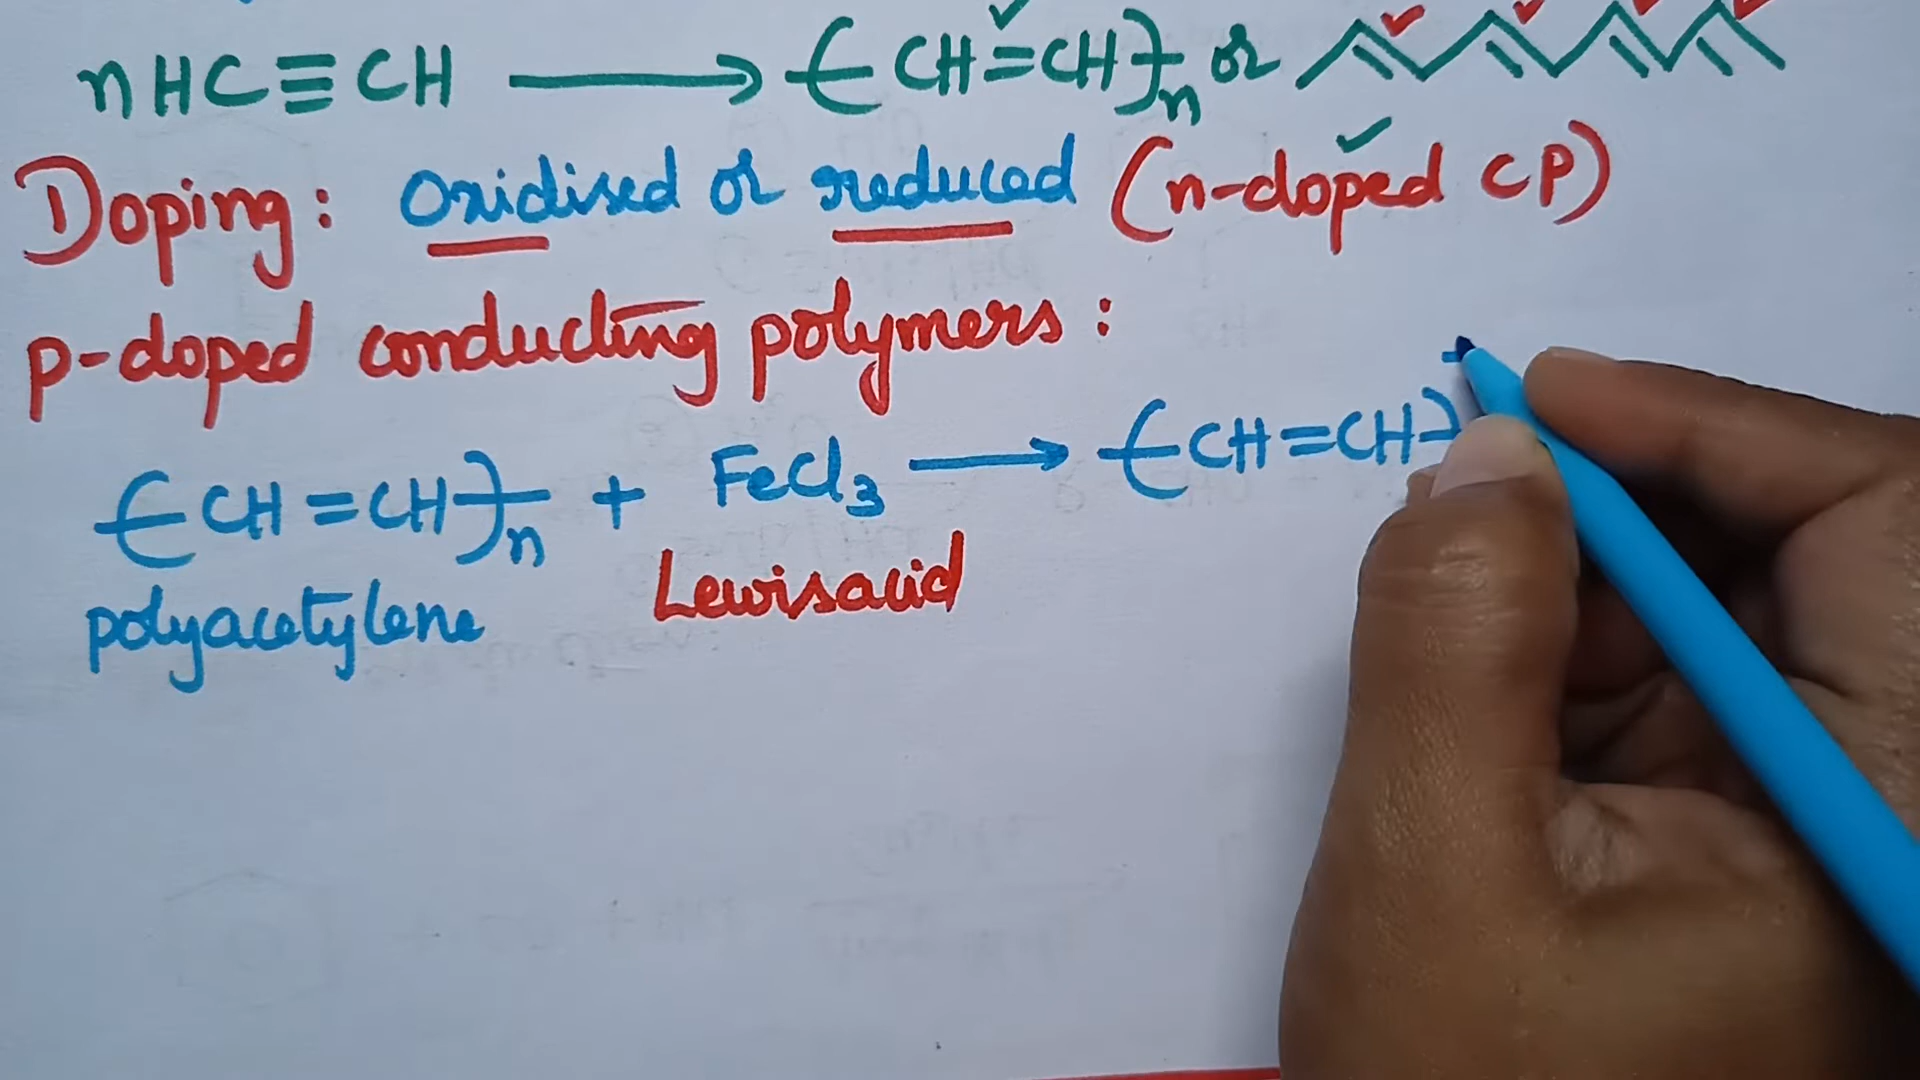 nHC≡CH ⟶ (CH=CH)n or
Doping: Oxidised or reduced (n-doped CP)
p-doped conducting polymers:
(CH=CH)n + FeCl3 ⟶ (CH=CH)
polyacetylene Lewisacid